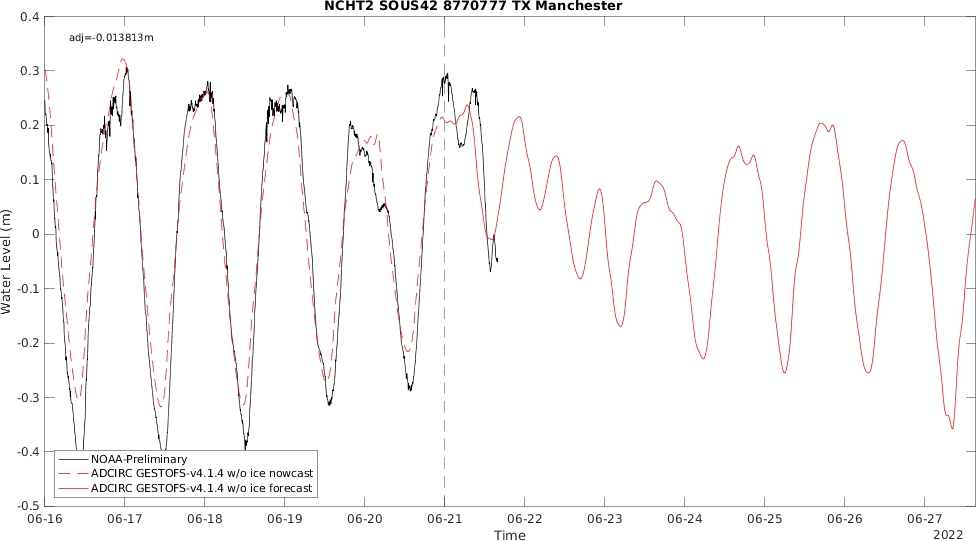 NCHT2 SOUS42 8770777 TX Manchester
0.4
adj=-0.013813m
0.3
0.2
0.1
0
-0.1
-0.2
-0.3
-0.4
-0.5
Water Level (m)
NOAA-Preliminary
ADCIRC GESTOFS-v4.1.4 w/o ice nowcast
ADCIRC GESTOFS-v4.1.4 w/o ice forecast
06-16 06-17 06-18 06-19 06-20 06-21 06-22 06-23 06-24 06-25 06-26 06-27
Time
2022